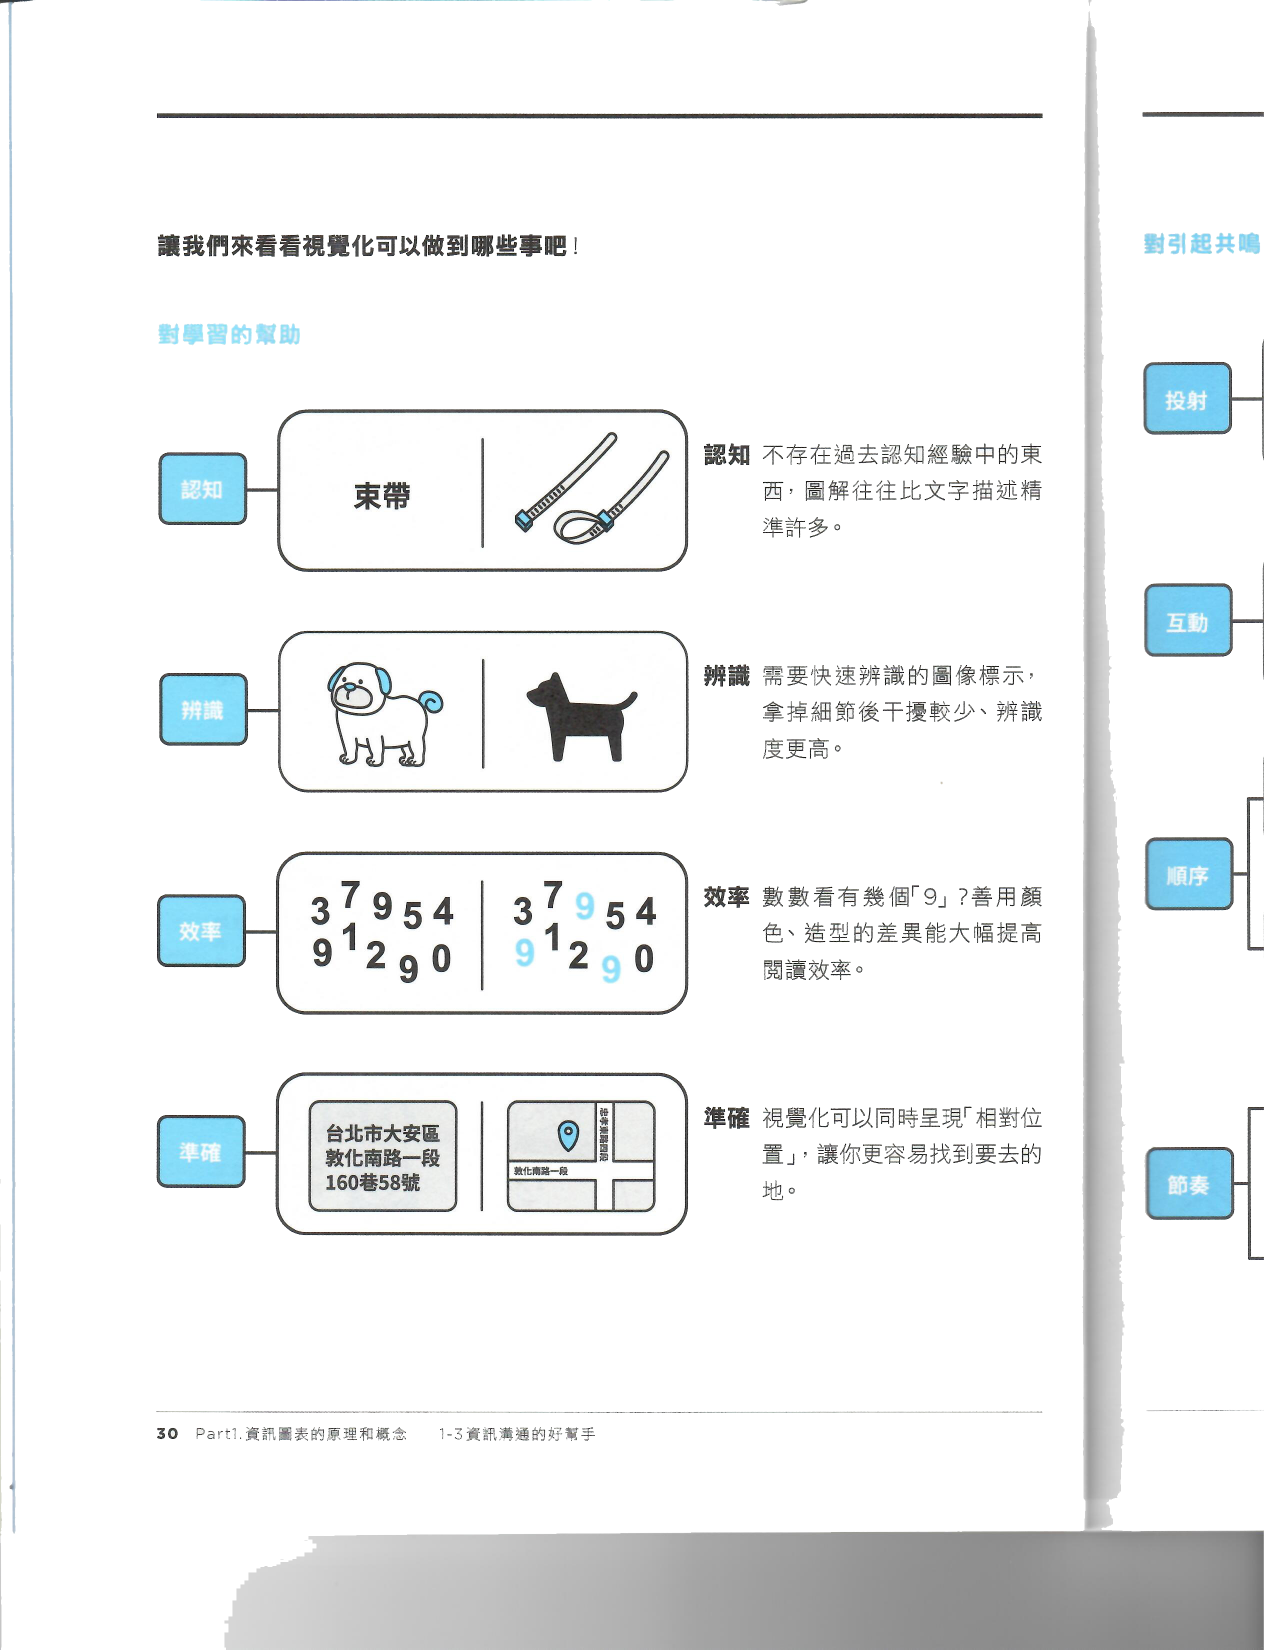 讓我們來看看視覺化可以做到哪些事吧！
對學習的幫助
認知
束帶
認知 不存在過去認知經驗中的東
西，圖解往往比文字描述精
準許多。
辨識
辨識 需要快速辨識的圖像標示，
拿掉細節後干擾較少、辨識
度更高。
效率
3 7 9 5 4
9 1 2 9 0
3 7 9 5 4
9 1 2 9 0
效率 數數看有幾個「9」?善用顏
色、造型的差異能大幅提高
閱讀效率。
準確
台北市大安區
敦化南路一段
160巷58號
忠孝東路四段
敦化南路一段
準確 視覺化可以同時呈現「相對位
置」，讓你更容易找到要去的
地。
30 Part1.資訊圖表的原理和概念 1-3資訊溝通的好幫手
對引起共鳴
投射
互動
順序
節奏